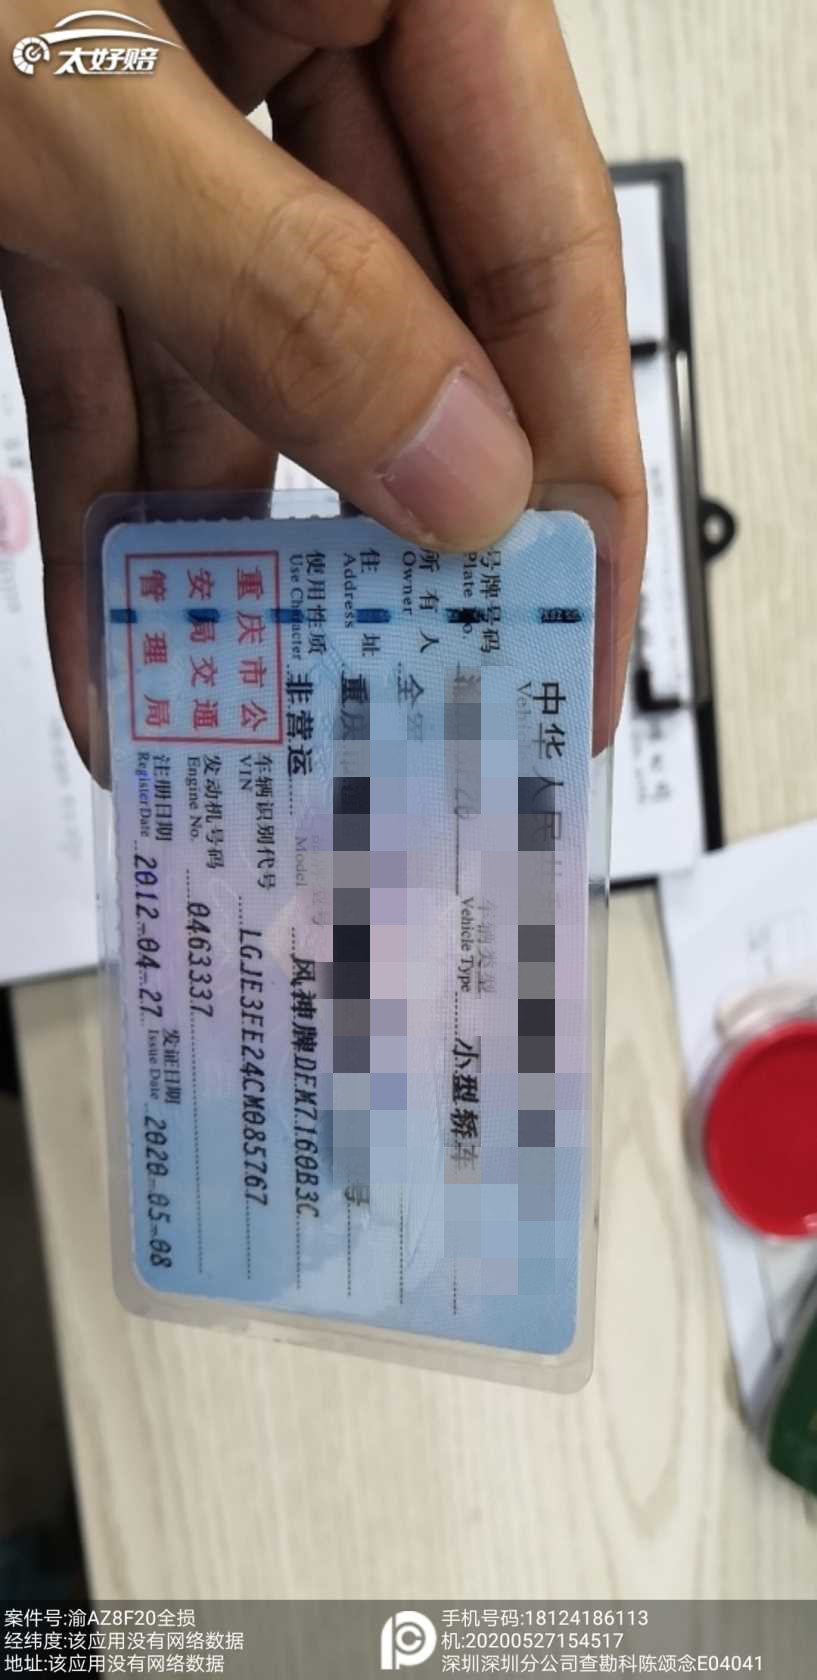 太好赔
中华人民
号牌号码 车辆类型 小型轿车
Plate No. Vehicle Type
所有人 全
Owner
住址 重庆 号
Address
使用性质 非营运 风神牌DFM7160B3C
Use Character Model
重庆市公
安局交通
管理局
车辆识别代号 LGJE3EE24CM085767
VIN
发动机号码 0463337
Engine No.
注册日期 2012-04-27 发证日期 2020-05-08
Register Date Issue Date
案件号:渝AZ8F20全损
经纬度:该应用没有网络数据
地址:该应用没有网络数据
手机号码:18124186113
机:20200527154517
深圳深圳分公司查勘科陈颂念E04041